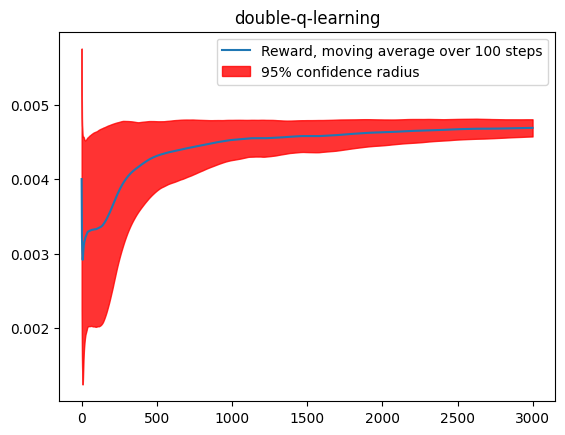 double-q-learning
Reward, moving average over 100 steps
95% confidence radius
0.005
0.004
0.003
0.002
0 500 1000 1500 2000 2500 3000